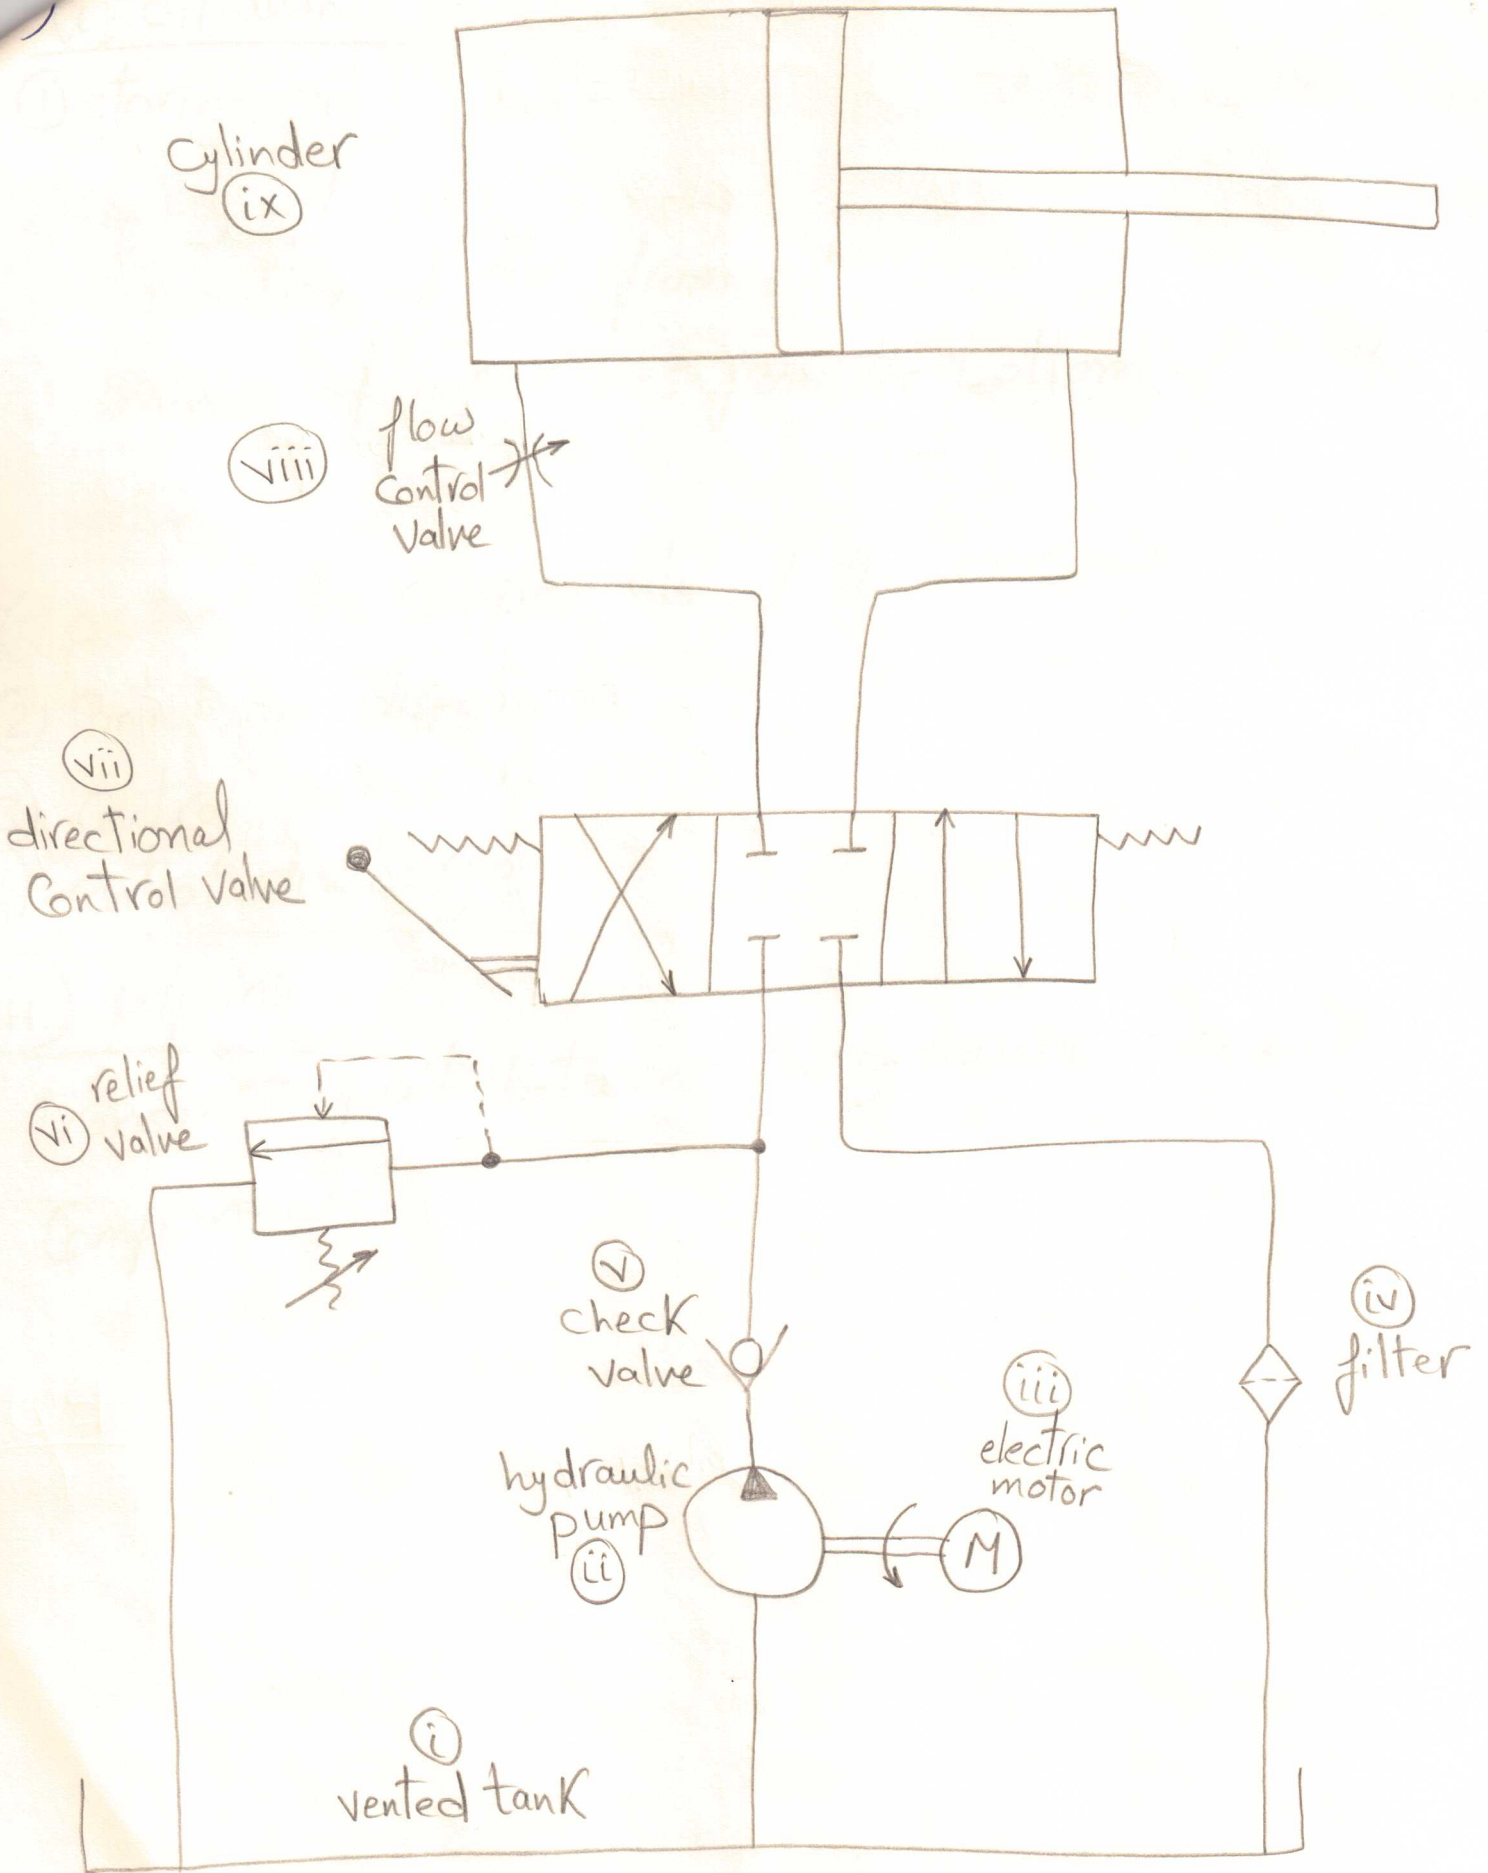 cylinder
ix
viii
flow
control
valve
vii
directional
control valve
relief
vi valve
v
check
valve
iv
filter
iii
electric
motor
hydraulic
pump
ii
M
i
vented tank